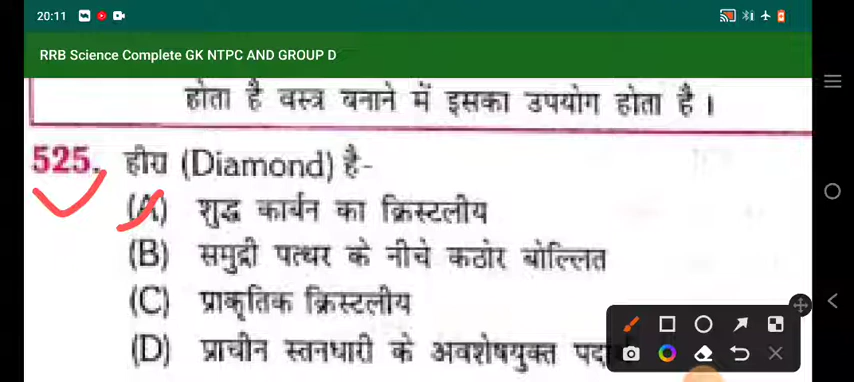 20:11
RRB Science Complete GK NTPC AND GROUP D
होता है वस्त्र बनाने में इसका उपयोग होता है ।
525. हीरा (Diamond) है-
(A) शुद्ध कार्बन का क्रिस्टलीय
(B) समुद्री पत्थर के नीचे कठोर बोल्लित
(C) प्राकृतिक क्रिस्टलीय
(D) प्राचीन स्तनधारी के अवशेषयुक्त